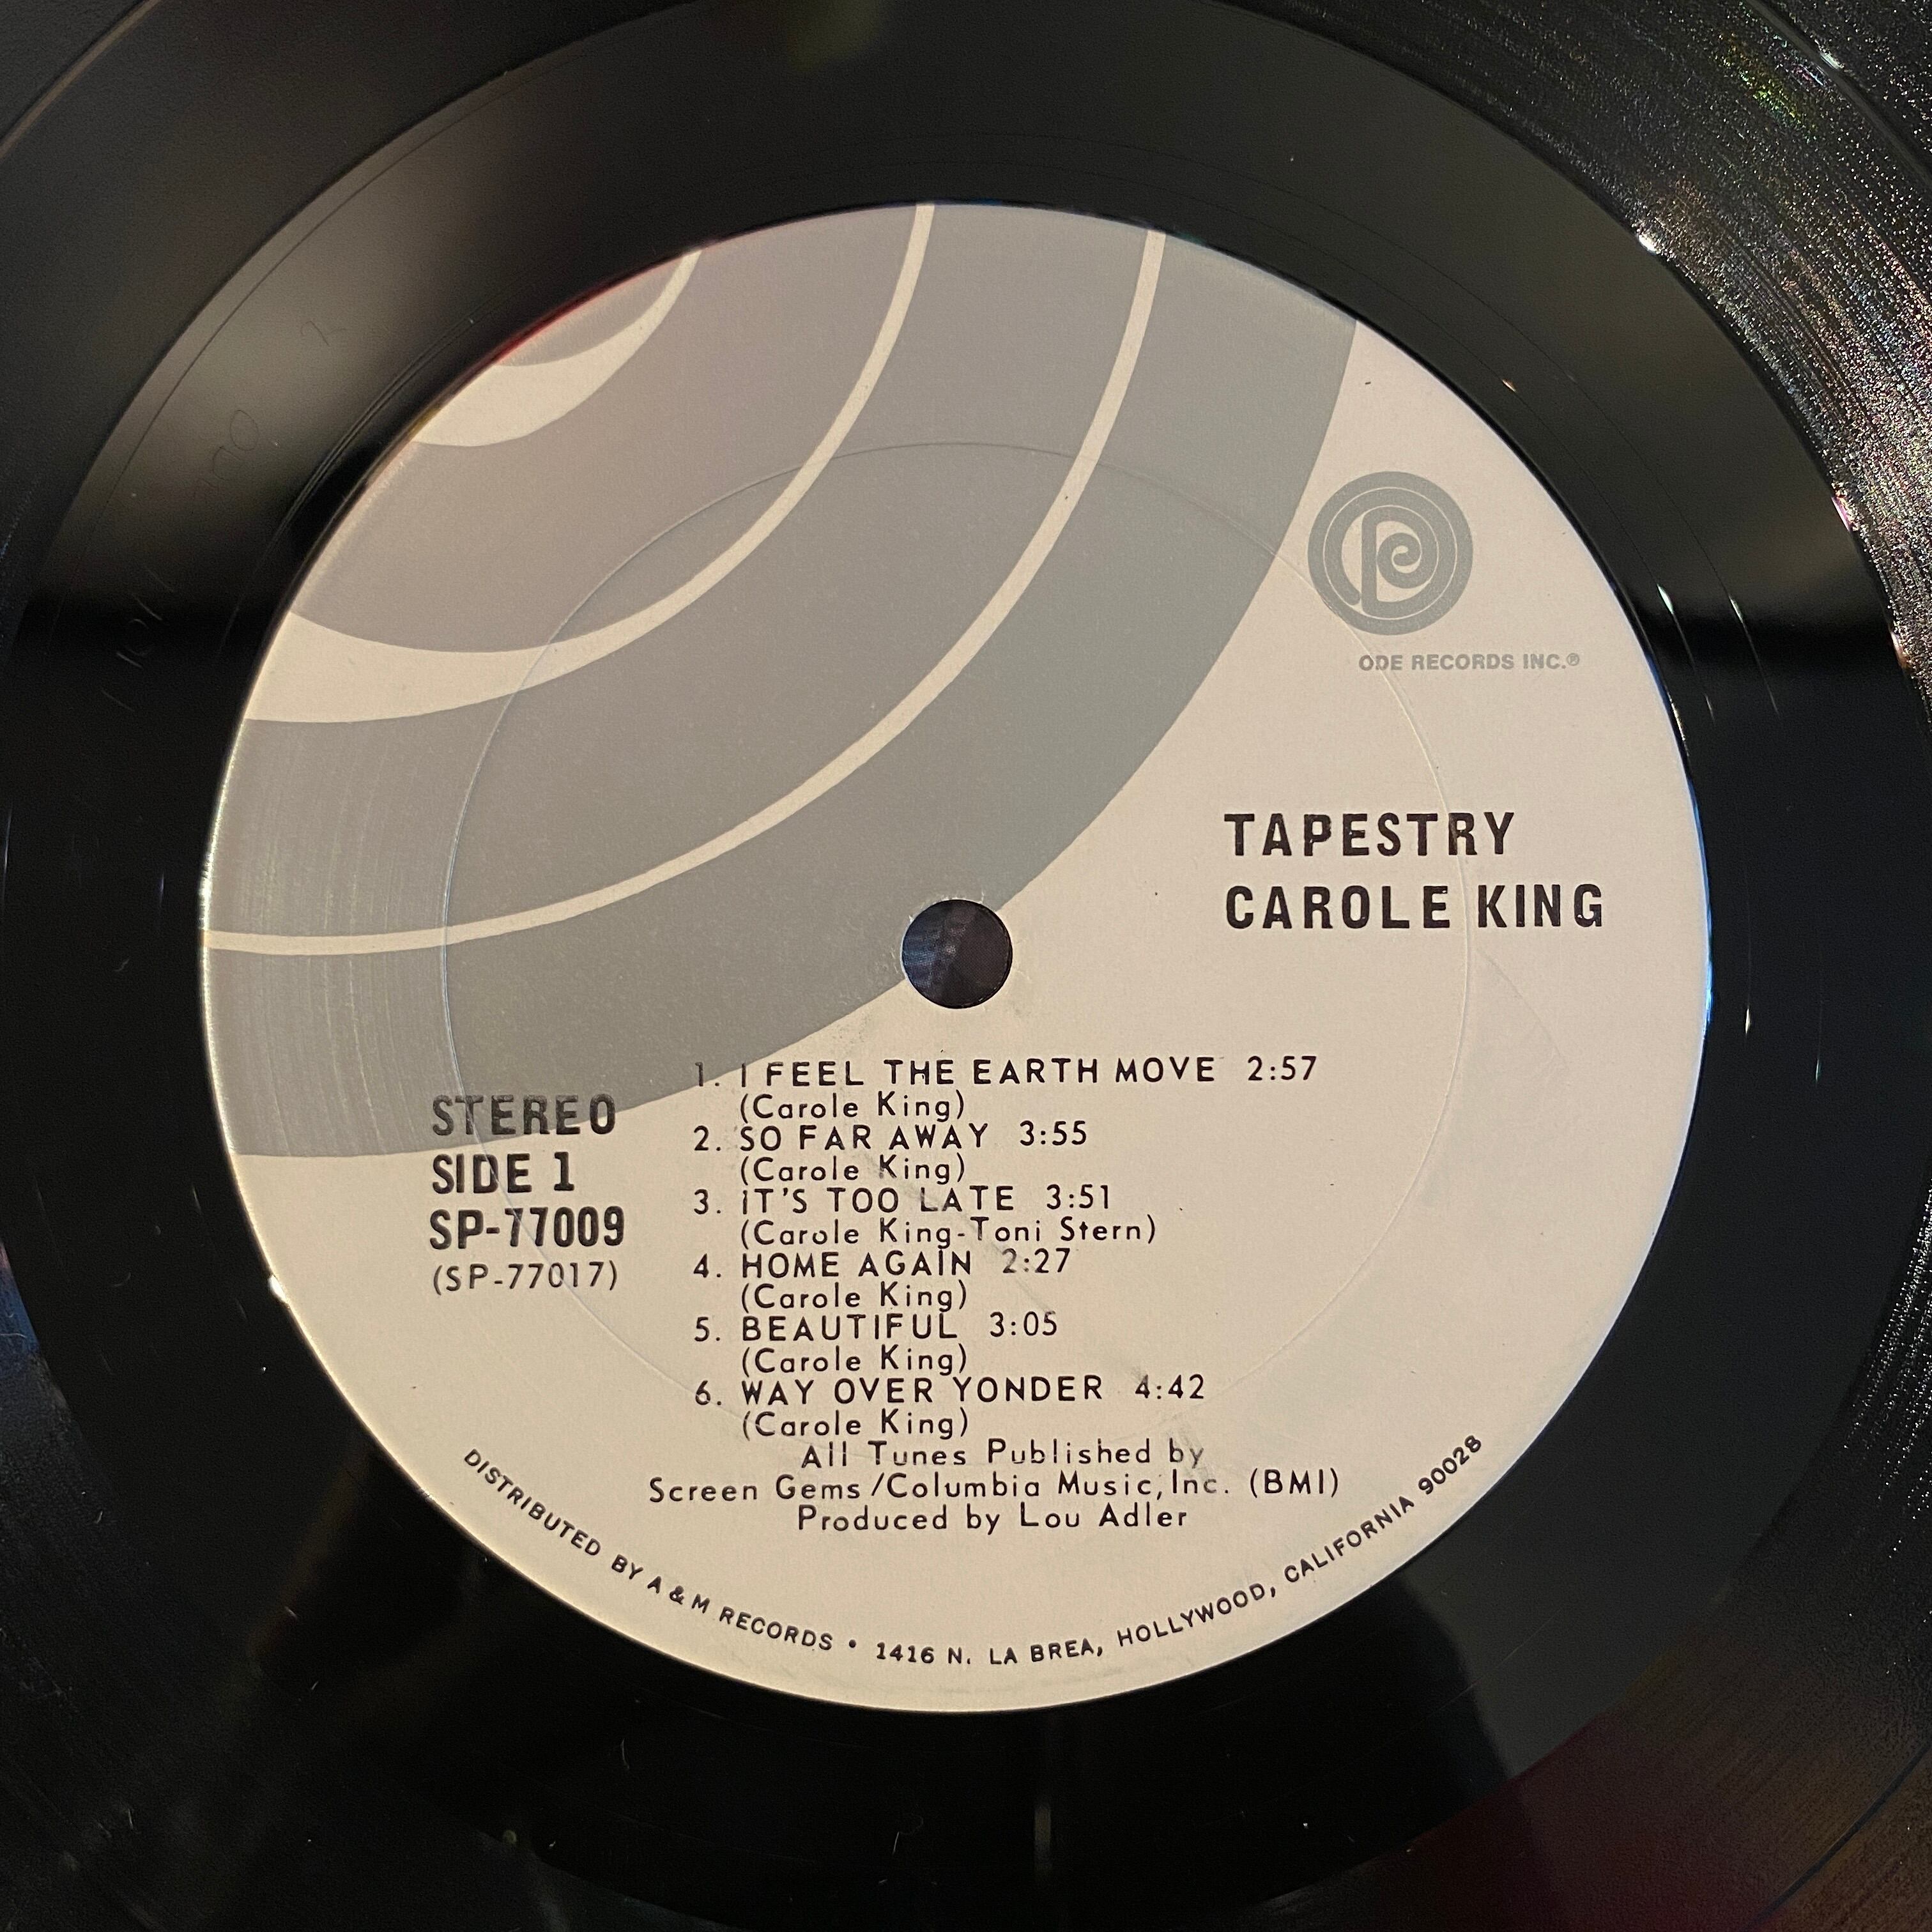 ODE RECORDS INC.®
TAPESTRY
CAROLE KING
STEREO
SIDE 1
SP-77009
(SP-77017)
1. I FEEL THE EARTH MOVE 2:57
(Carole King)
2. SO FAR AWAY 3:55
(Carole King)
3. IT'S TOO LATE 3:51
(Carole King-Toni Stern)
4. HOME AGAIN 2:27
(Carole King)
5. BEAUTIFUL 3:05
(Carole King)
6. WAY OVER YONDER 4:42
(Carole King)
All Tunes Published by
Screen Gems/Columbia Music, Inc. (BMI)
Produced by Lou Adler
DISTRIBUTED BY A & M RECORDS • 1416 N. LA BREA, HOLLYWOOD, CALIFORNIA 90028